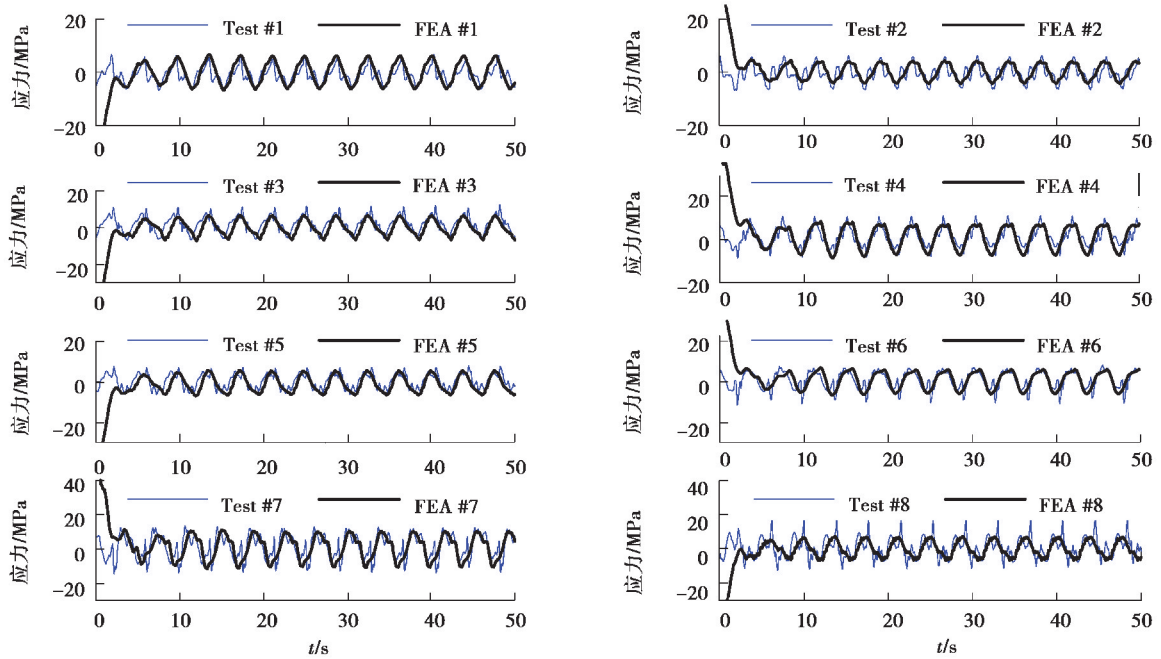 20
Test #1 FEA #1
应力/MPa
0
−20
0 10 20 30 40 50
20
Test #2 FEA #2
应力/MPa
0
−20
0 10 20 30 40 50
Test #3 FEA #3
20
应力/MPa
0
−20
0 10 20 30 40 50
Test #4 FEA #4
20
应力/MPa
0
−20
0 10 20 30 40 50
Test #5 FEA #5
20
应力/MPa
0
−20
0 10 20 30 40 50
Test #6 FEA #6
20
应力/MPa
0
−20
0 10 20 30 40 50
40
Test #7 FEA #7
20
应力/MPa
0
−20
0 10 20 30 40 50
t/s
40
Test #8 FEA #8
20
应力/MPa
0
−20
0 10 20 30 40 50
t/s